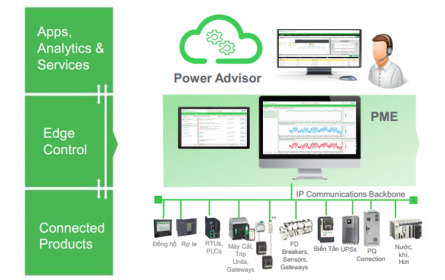 Apps,
Analytics &
Services
Power Advisor
Edge
Control
PME
IP Communications Backbone
Connected
Products
Đồng hồ
Rơ le
RTUs,
PLCs
Máy Cắt,
Trip
Units,
Gateways
FD
Breakers,
Sensors,
Gateways
Biến Tần
UPSs
PQ
Correction
Nước,
khí,
Hơi